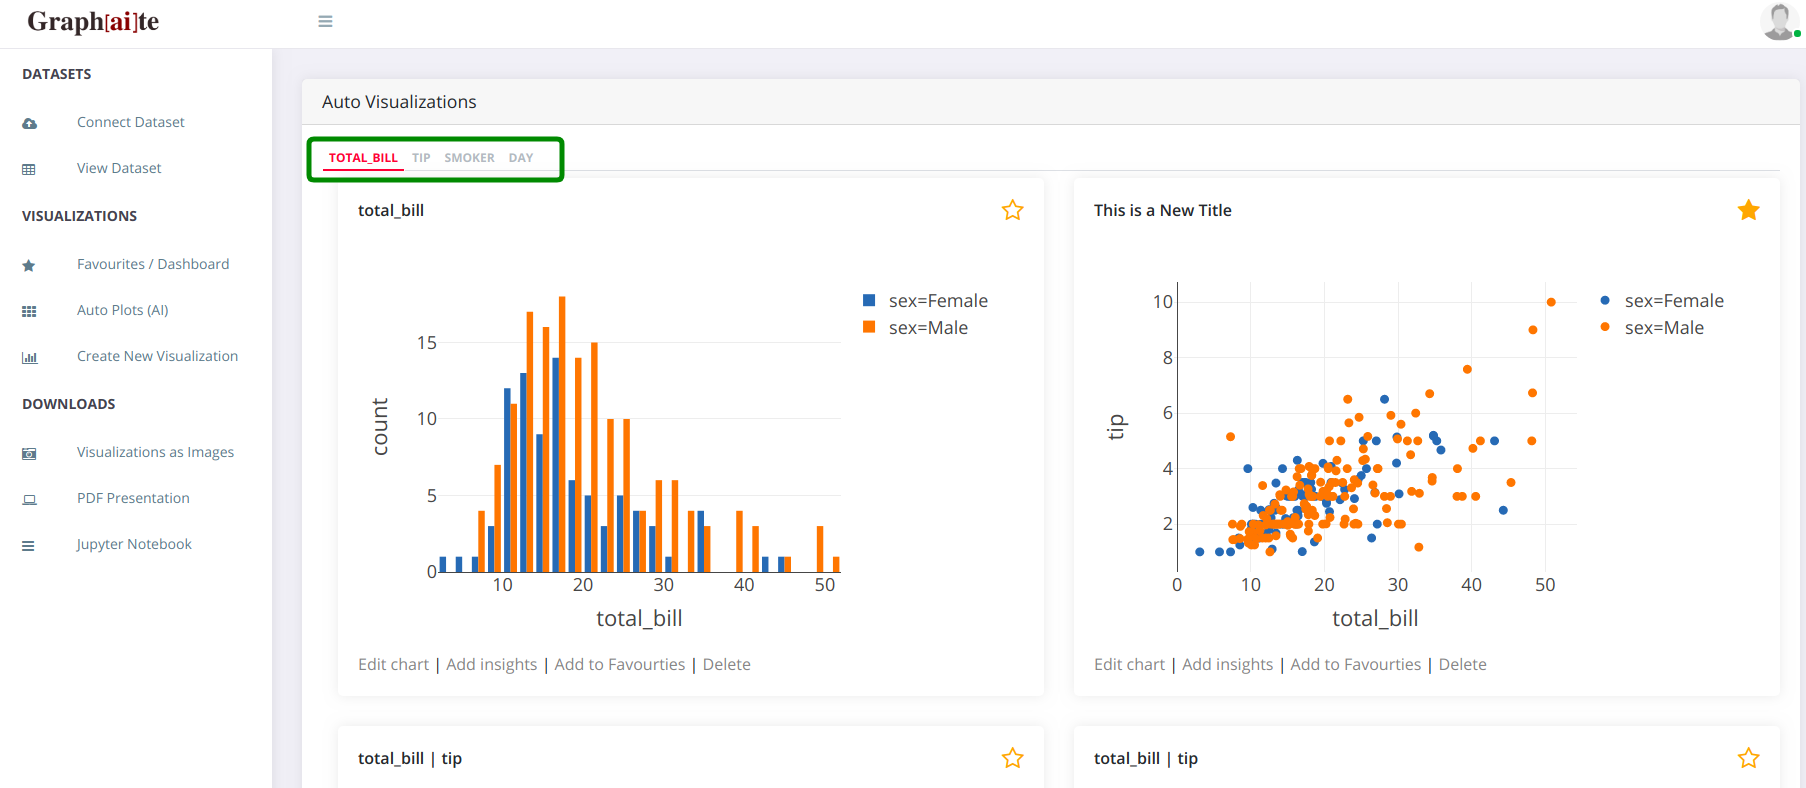 Graph[ai]te
DATASETS
Connect Dataset
View Dataset
VISUALIZATIONS
Favourites / Dashboard
Auto Plots (AI)
Create New Visualization
DOWNLOADS
Visualizations as Images
PDF Presentation
Jupyter Notebook
Auto Visualizations
TOTAL_BILL TIP SMOKER DAY
total_bill
sex=Female
sex=Male
15
10
5
0
count
10 20 30 40 50
total_bill
Edit chart | Add insights | Add to Favourties | Delete
This is a New Title
sex=Female
sex=Male
10
8
6
4
2
tip
0 10 20 30 40 50
total_bill
Edit chart | Add insights | Add to Favourties | Delete
total_bill | tip
total_bill | tip